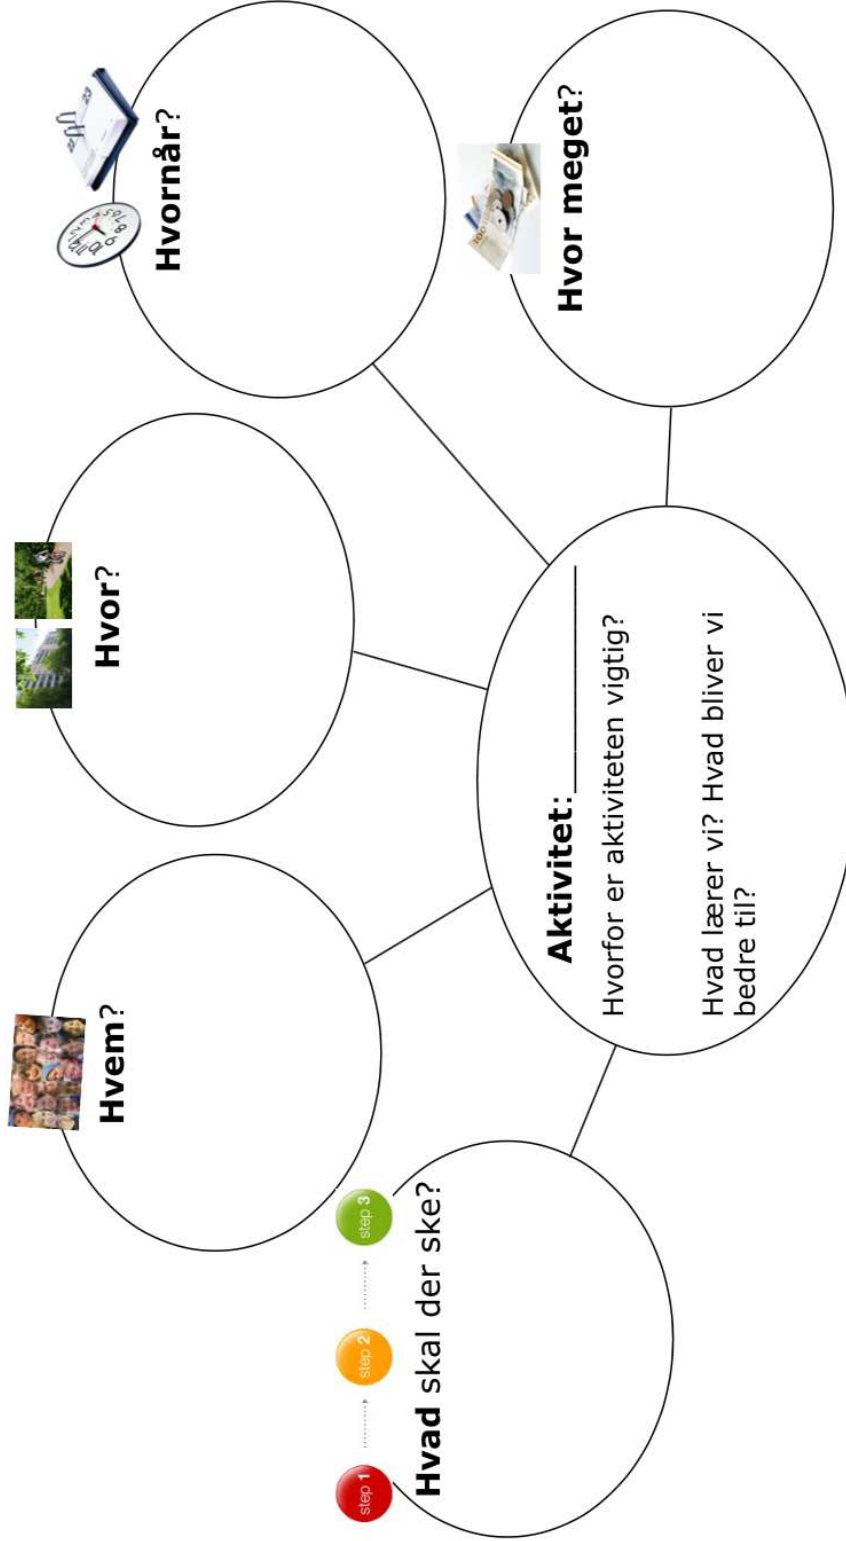 step 1
step 2
step 3
Hvad skal der ske?
Hvem?
Hvor?
Hvornår?
Hvor meget?
Aktivitet:____________
Hvorfor er aktiviteten vigtig?
Hvad lærer vi? Hvad bliver vi
bedre til?